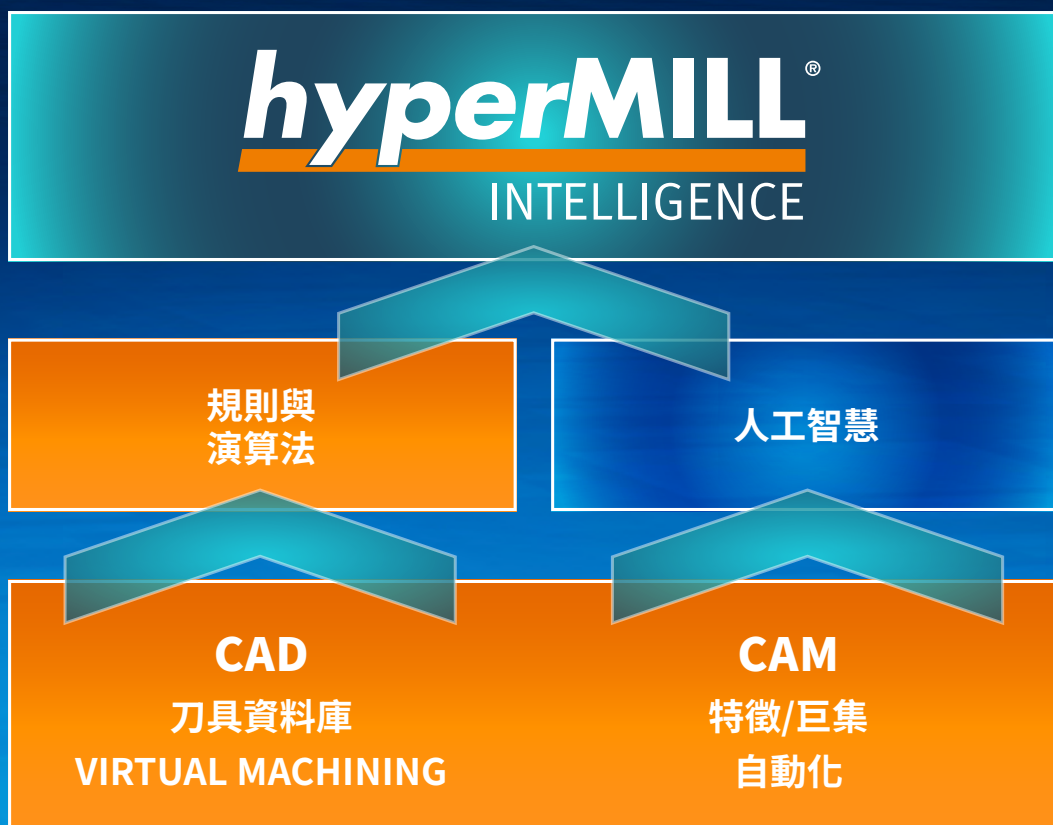 hyperMILL®
INTELLIGENCE
規則與
演算法
人工智慧
CAD
刀具資料庫
VIRTUAL MACHINING
CAM
特徵/巨集
自動化